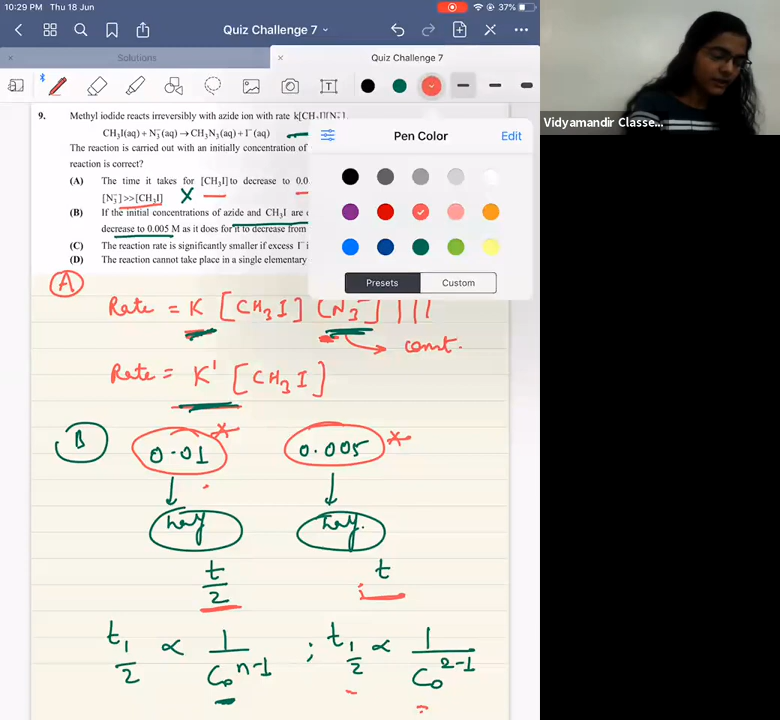 10:29 PM Thu 18 Jun
37%
Quiz Challenge 7
Solutions
Quiz Challenge 7
9. Methyl iodide reacts irreversibly with azide ion with rate k[CH3I][N3-].
CH3I(aq) + N3-(aq) → CH3N3(aq) + I-(aq)
The reaction is carried out with an initially concentration of
reaction is correct?
(A) The time it takes for [CH3I] to decrease to 0.0
[N3-]>>[CH3I] X
(B) If the initial concentrations of azide and CH3I are
decrease to 0.005 M as it does for it to decrease from
(C) The reaction rate is significantly smaller if excess I-
(D) The reaction cannot take place in a single elementary
Pen Color
Edit
Presets
Custom
Vidyamandir Classe...
A
Rate = K [CH3I] [N3-]
const.
Rate = K' [CH3I]
B 0.01 * 0.005 *
half half.
t/2 t
t1/2 ∝ 1/C0^n-1 ; t1/2 ∝ 1/C0^2-1